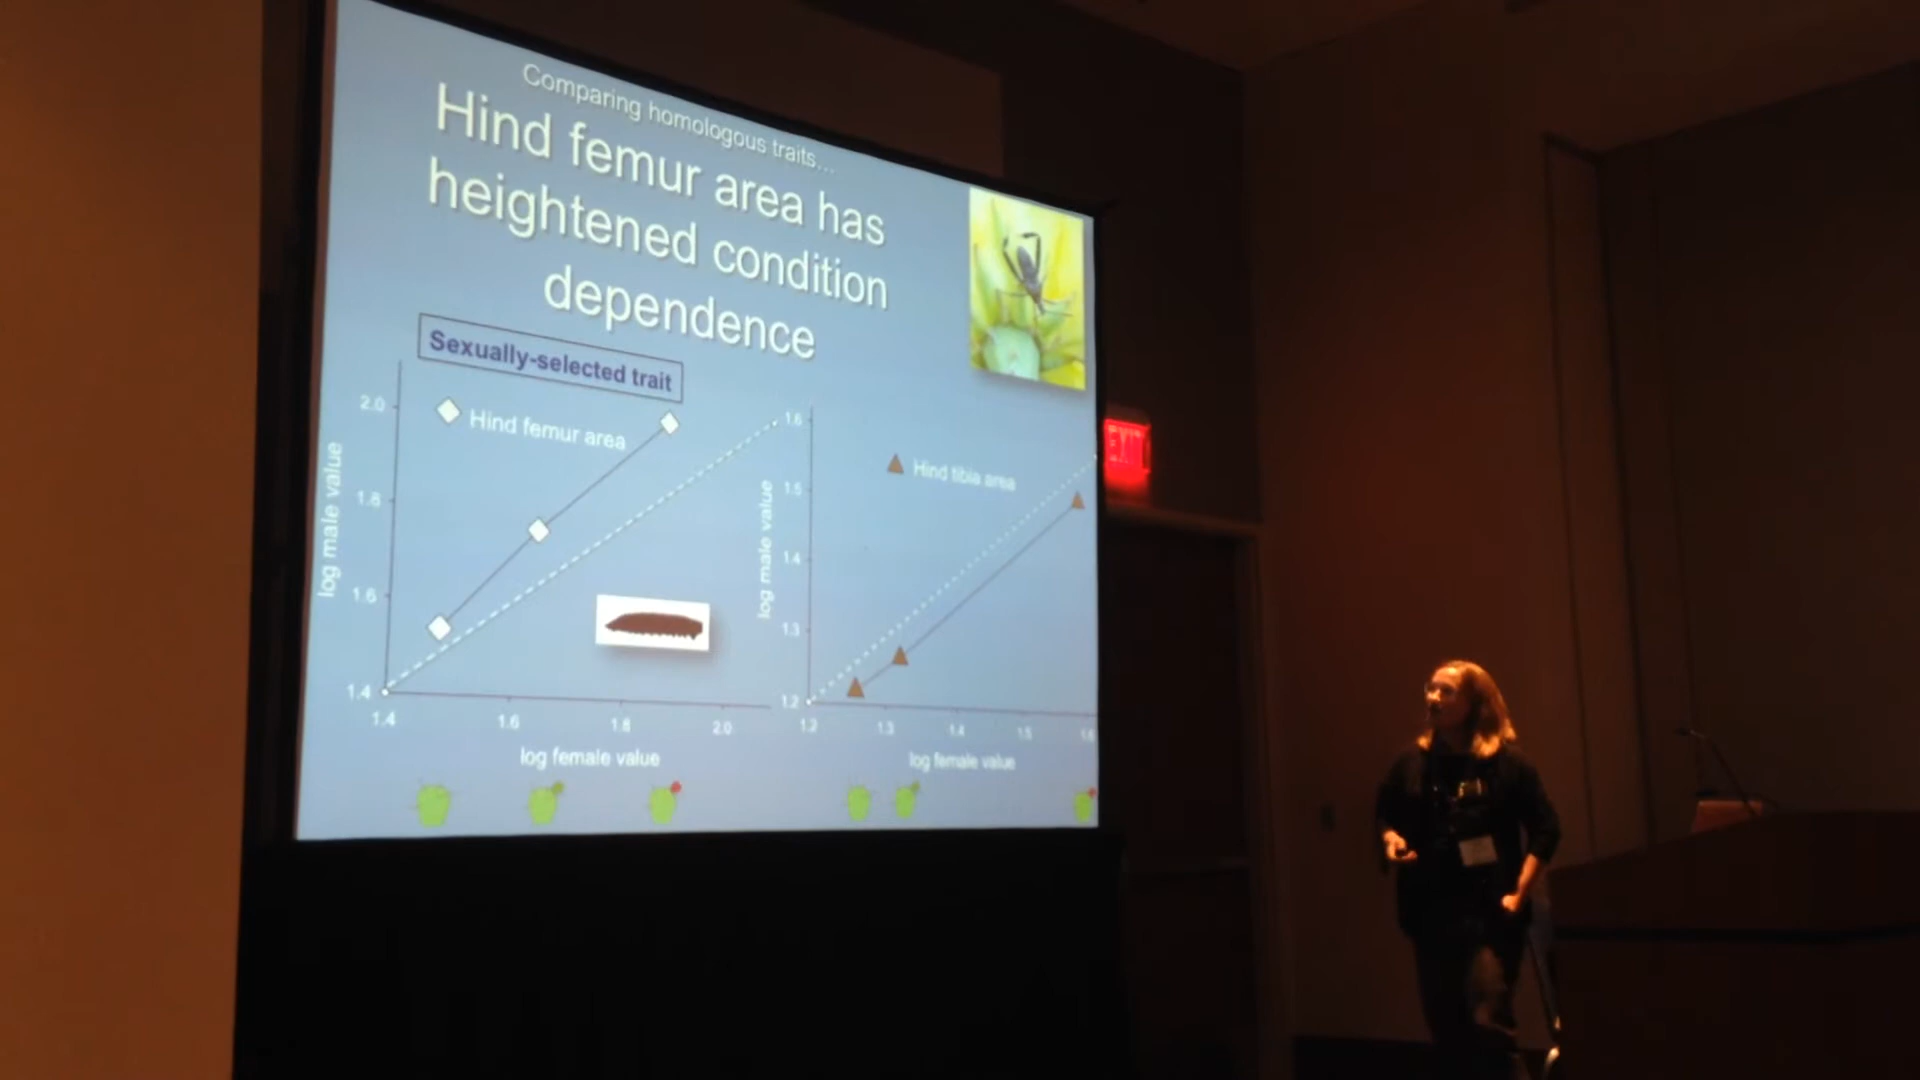 Comparing homologous traits...
Hind femur area has
heightened condition
dependence
Sexually-selected trait
Hind femur area
log male value
2.0
1.8
1.6
1.4
1.4
1.6
1.8
2.0
log female value
Hind tibia area
log male value
1.6
1.5
1.4
1.3
1.2
1.2
1.3
1.4
1.5
1.6
log female value
EXIT